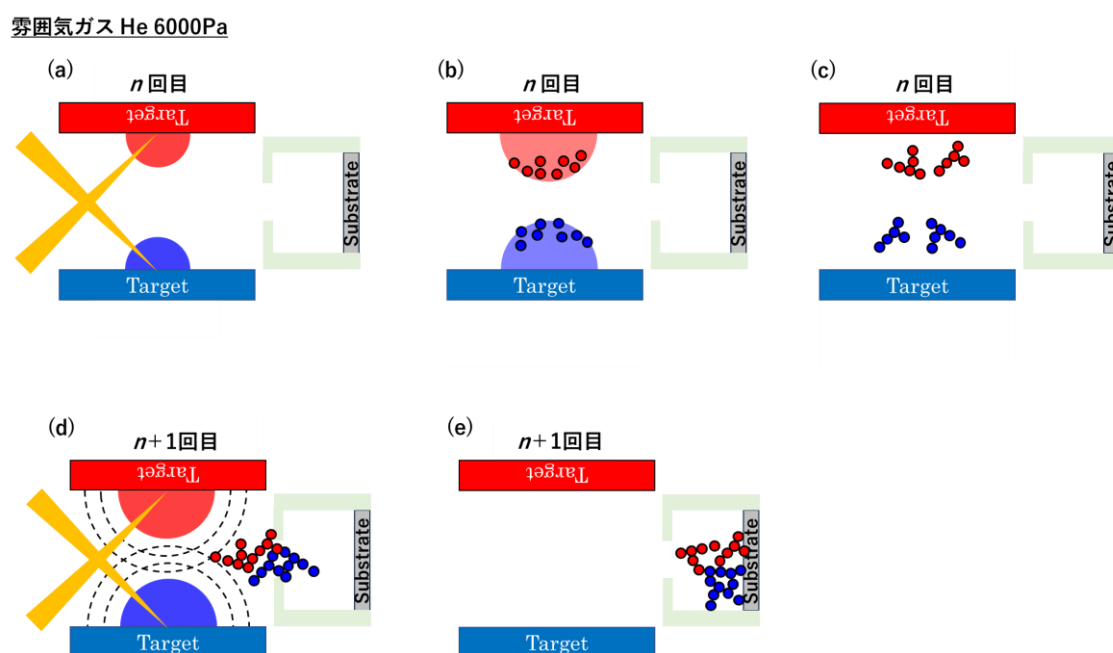 雰囲気ガス He 6000Pa
(a)
n 回目
Target
Substrate
Target
(b)
n 回目
Target
Substrate
Target
(c)
n 回目
Target
Substrate
Target
(d)
n+1回目
Target
Substrate
Target
(e)
n+1回目
Target
Substrate
Target